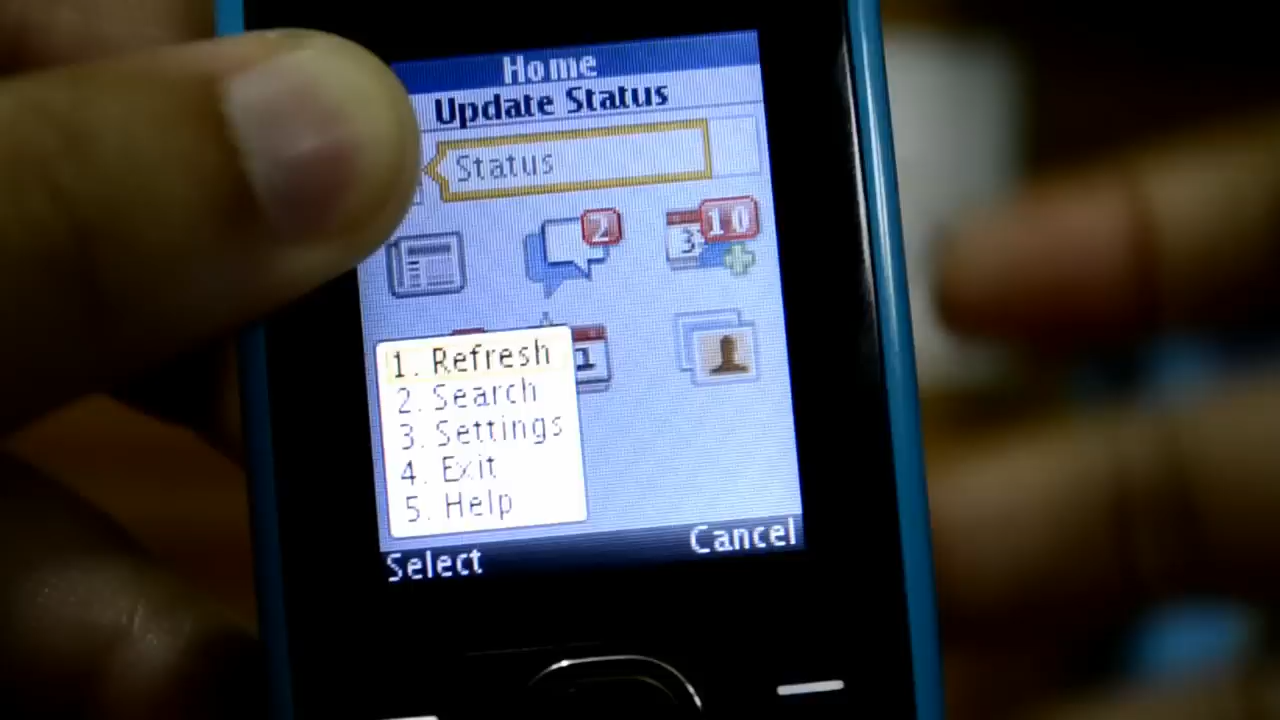 Home
Update Status
Status
2
3
10
1
1. Refresh
2. Search
3. Settings
4. Exit
5. Help
Select
Cancel